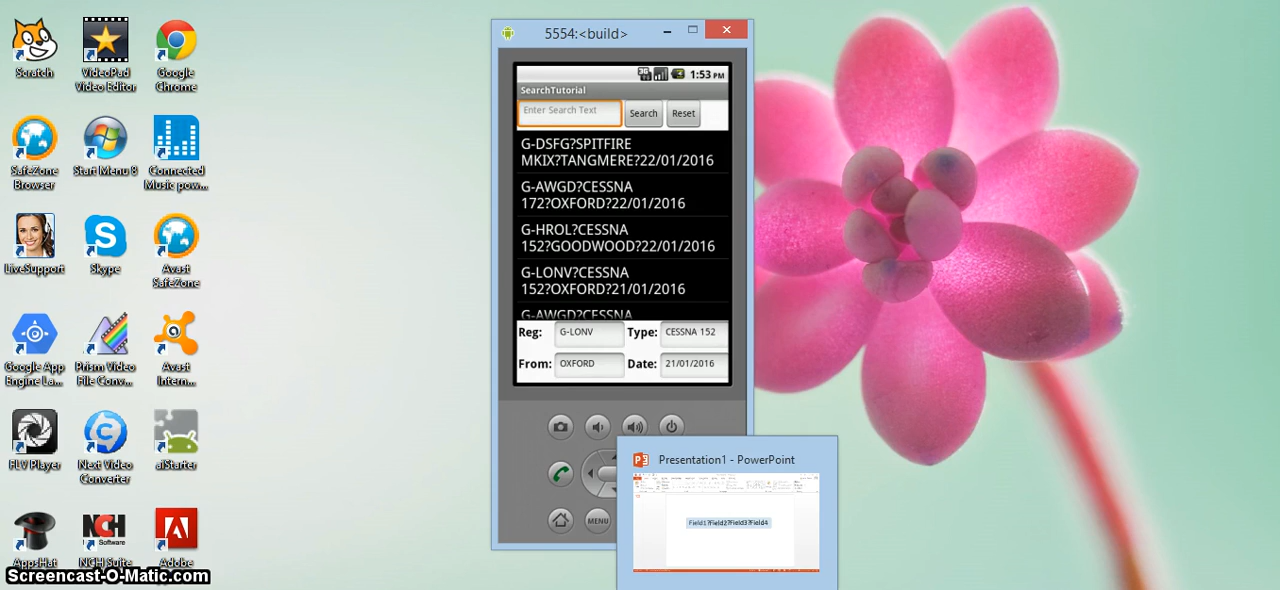 Scratch
VideoPad
Video Editor
Google
Chrome
SafeZone
Browser
Start Menu 8
Connected
Music pow...
LiveSupport
Skype
Avast
SafeZone
Google App
Engine La...
Prism Video
File Conv...
Avast
Intern...
FLV Player
Next Video
Converter
aiStarter
AppsHat
NCH
Software
NCH Suite
Adobe
Screencast-O-Matic.com
5554:<build>
1:53 PM
SearchTutorial
Enter Search Text
Search
Reset
G-DSFG?SPITFIRE
MKIX?TANGMERE?22/01/2016
G-AWGD?CESSNA
172?OXFORD?22/01/2016
G-HROL?CESSNA
152?GOODWOOD?22/01/2016
G-LONV?CESSNA
152?OXFORD?21/01/2016
G-AWGD?CESSNA
Reg: G-LONV Type: CESSNA 152
From: OXFORD Date: 21/01/2016
MENU
Presentation1 - PowerPoint
Field1?Field2?Field3?Field4